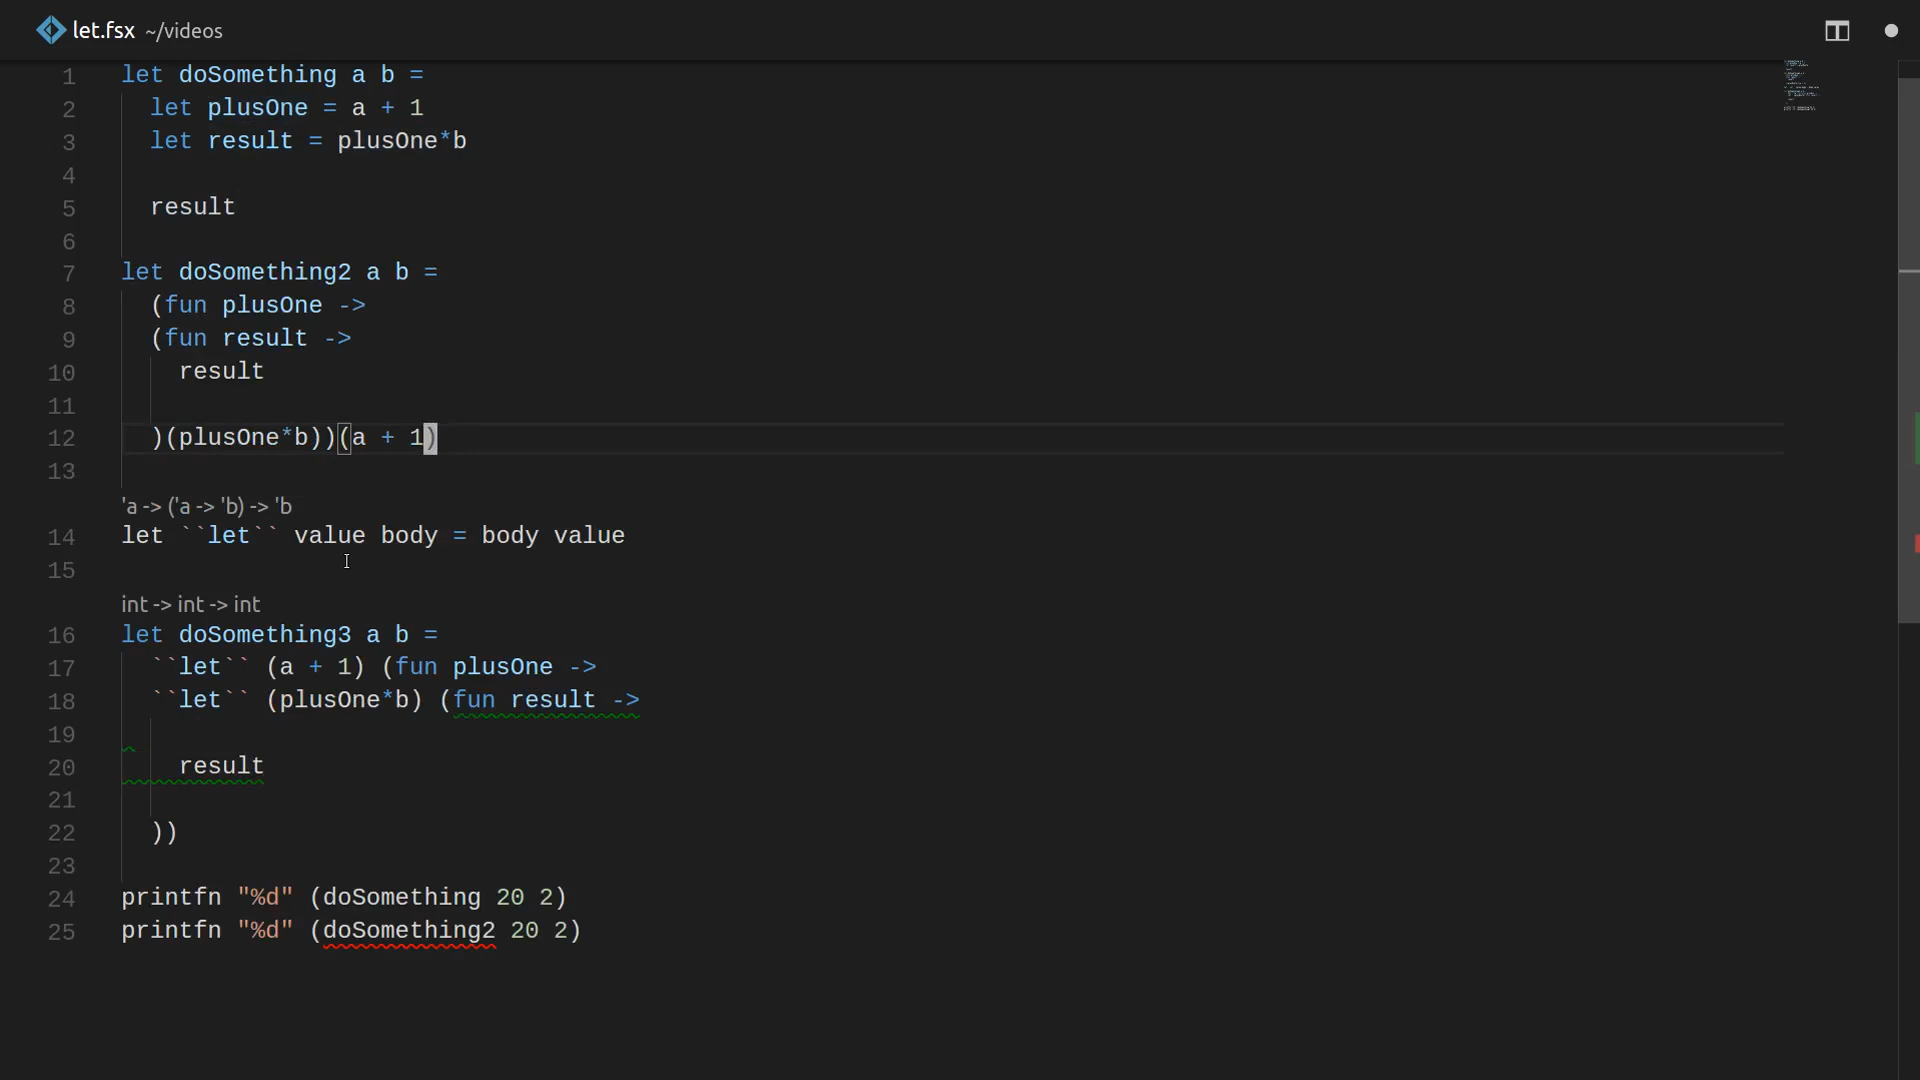 let.fsx ~/videos
1 let doSomething a b =
2 let plusOne = a + 1
3 let result = plusOne*b
4
5 result
6
7 let doSomething2 a b =
8 (fun plusOne ->
9 (fun result ->
10 result
11
12 )(plusOne*b))(a + 1)
13
'a -> ('a -> 'b) -> 'b
14 let ``let`` value body = body value
15
int -> int -> int
16 let doSomething3 a b =
17 ``let`` (a + 1) (fun plusOne ->
18 ``let`` (plusOne*b) (fun result ->
19
20 result
21
22 ))
23
24 printfn "%d" (doSomething 20 2)
25 printfn "%d" (doSomething2 20 2)